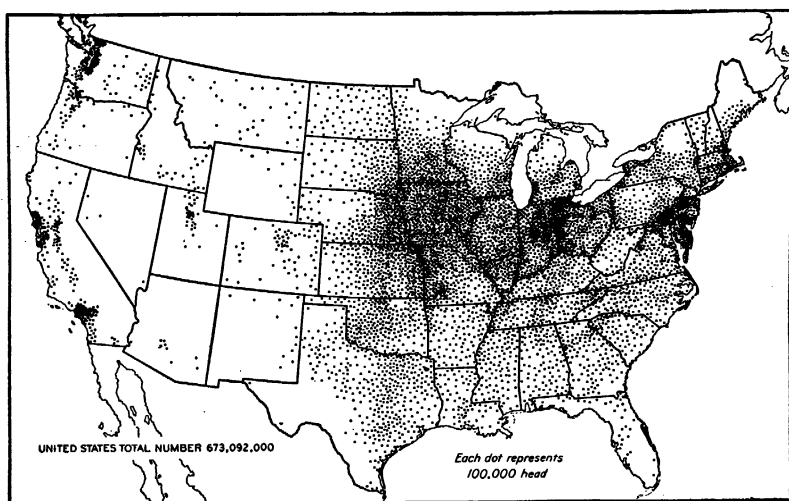 UNITED STATES TOTAL NUMBER 673,092,000
Each dot represents
100,000 head